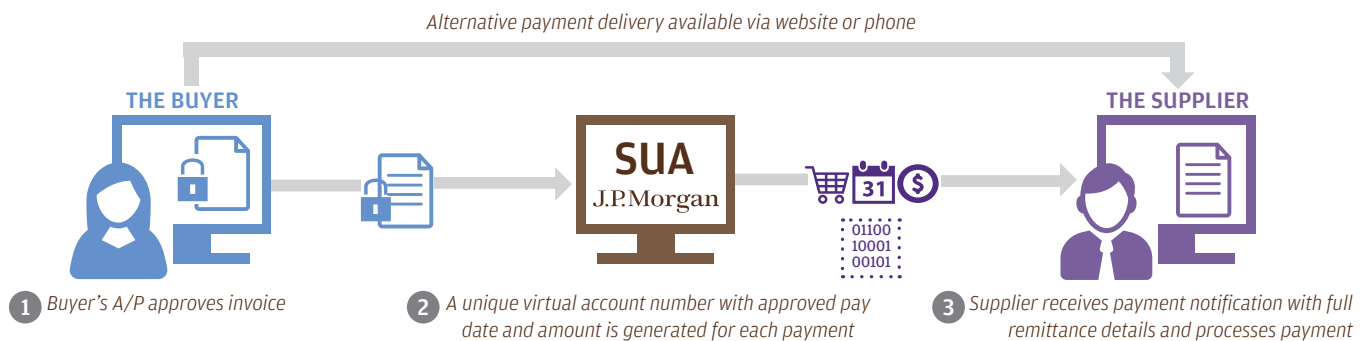 Alternative payment delivery available via website or phone
THE BUYER
THE SUPPLIER
SUA
J.P.Morgan
31
$
01100
10001
00101
1 Buyer's A/P approves invoice
2 A unique virtual account number with approved pay
date and amount is generated for each payment
3 Supplier receives payment notification with full
remittance details and processes payment